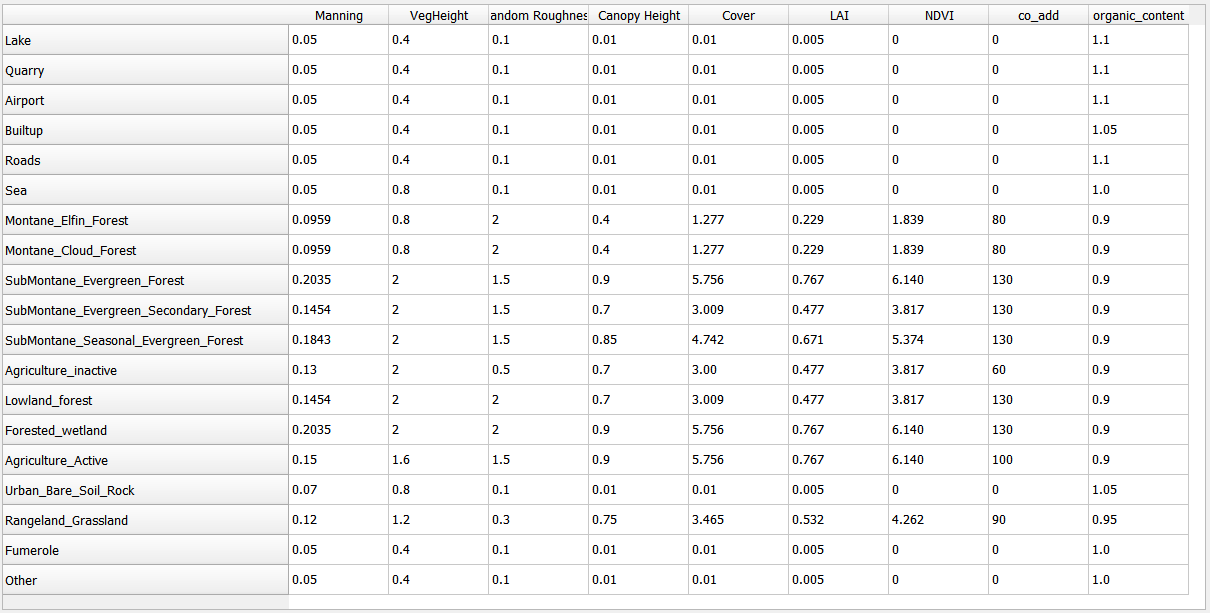 Manning VegHeight andom Roughnes Canopy Height Cover LAI NDVI co_add organic_content
Lake 0.05 0.4 0.1 0.01 0.01 0.005 0 0 1.1
Quarry 0.05 0.4 0.1 0.01 0.01 0.005 0 0 1.1
Airport 0.05 0.4 0.1 0.01 0.01 0.005 0 0 1.1
Builtup 0.05 0.4 0.1 0.01 0.01 0.005 0 0 1.05
Roads 0.05 0.4 0.1 0.01 0.01 0.005 0 0 1.1
Sea 0.05 0.8 0.1 0.01 0.01 0.005 0 0 1.0
Montane_Elfin_Forest 0.0959 0.8 2 0.4 1.277 0.229 1.839 80 0.9
Montane_Cloud_Forest 0.0959 0.8 2 0.4 1.277 0.229 1.839 80 0.9
SubMontane_Evergreen_Forest 0.2035 2 1.5 0.9 5.756 0.767 6.140 130 0.9
SubMontane_Evergreen_Secondary_Forest 0.1454 2 1.5 0.7 3.009 0.477 3.817 130 0.9
SubMontane_Seasonal_Evergreen_Forest 0.1843 2 1.5 0.85 4.742 0.671 5.374 130 0.9
Agriculture_inactive 0.13 2 0.5 0.7 3.00 0.477 3.817 60 0.9
Lowland_forest 0.1454 2 2 0.7 3.009 0.477 3.817 130 0.9
Forested_wetland 0.2035 2 2 0.9 5.756 0.767 6.140 130 0.9
Agriculture_Active 0.15 1.6 1.5 0.9 5.756 0.767 6.140 100 0.9
Urban_Bare_Soil_Rock 0.07 0.8 0.1 0.01 0.01 0.005 0 0 1.05
Rangeland_Grassland 0.12 1.2 0.3 0.75 3.465 0.532 4.262 90 0.95
Fumerole 0.05 0.4 0.1 0.01 0.01 0.005 0 0 1.0
Other 0.05 0.4 0.1 0.01 0.01 0.005 0 0 1.0